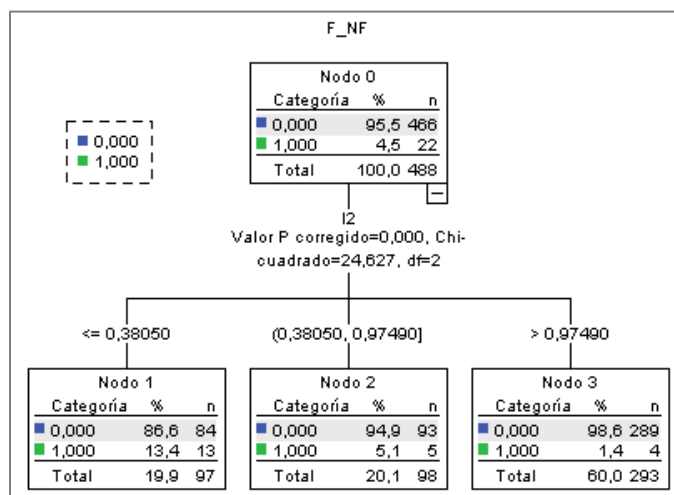 F_NF
0,000
1,000
Nodo 0
Categoría % n
0,000 95,5 466
1,000 4,5 22
Total 100,0 488
I2
Valor P corregido=0,000, Chi-
cuadrado=24,627, df=2
<= 0,38050
(0,38050, 0,97490]
> 0,97490
Nodo 1
Categoría % n
0,000 86,6 84
1,000 13,4 13
Total 19,9 97
Nodo 2
Categoría % n
0,000 94,9 93
1,000 5,1 5
Total 20,1 98
Nodo 3
Categoría % n
0,000 98,6 289
1,000 1,4 4
Total 60,0 293